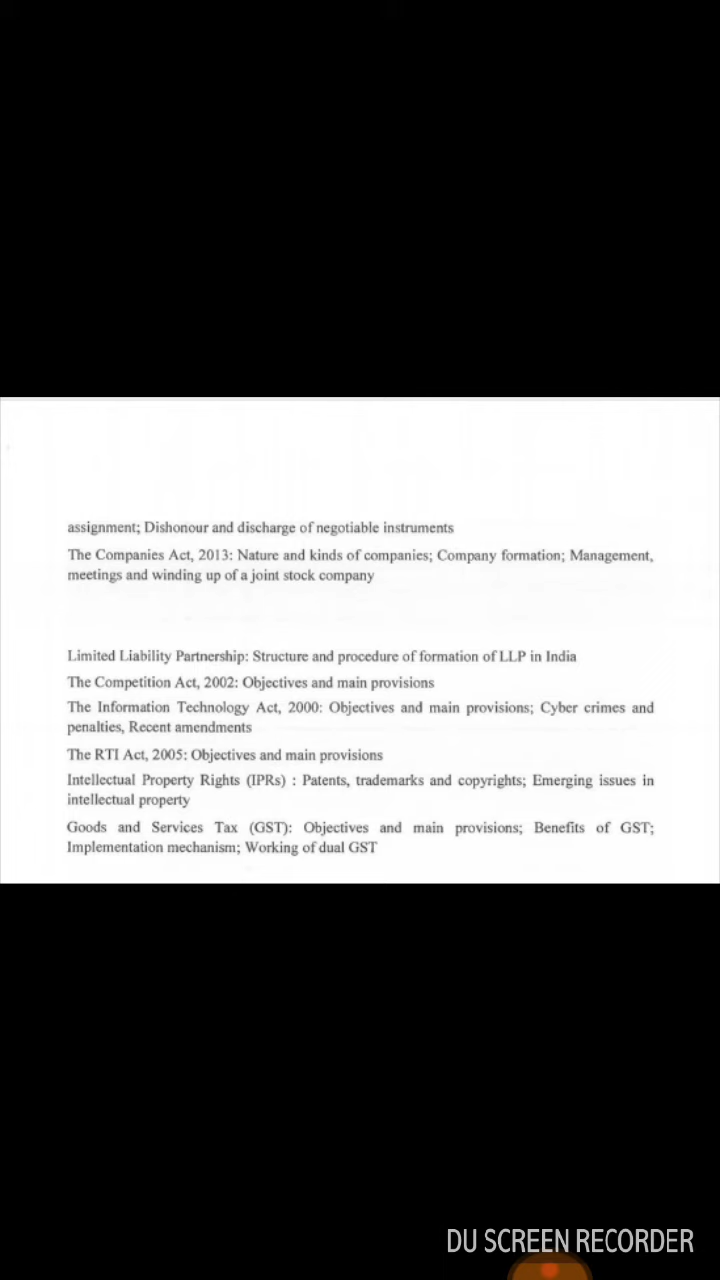 assignment; Dishonour and discharge of negotiable instruments
The Companies Act, 2013: Nature and kinds of companies; Company formation; Management,
meetings and winding up of a joint stock company
Limited Liability Partnership: Structure and procedure of formation of LLP in India
The Competition Act, 2002: Objectives and main provisions
The Information Technology Act, 2000: Objectives and main provisions; Cyber crimes and
penalties, Recent amendments
The RTI Act, 2005: Objectives and main provisions
Intellectual Property Rights (IPRs) : Patents, trademarks and copyrights; Emerging issues in
intellectual property
Goods and Services Tax (GST): Objectives and main provisions; Benefits of GST;
Implementation mechanism; Working of dual GST
DU SCREEN RECORDER